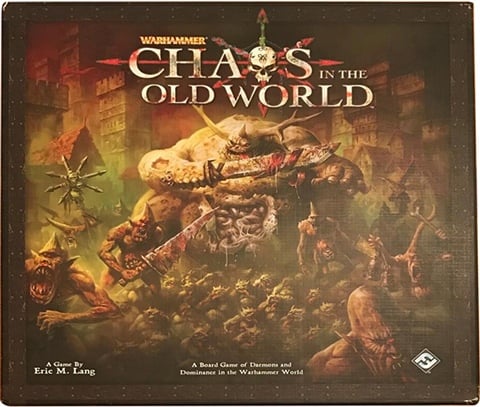 WARHAMMER
CHAOS IN THE
OLD WORLD
A Game By
Eric M. Lang
A Board Game of Daemons and
Dominance in the Warhammer World